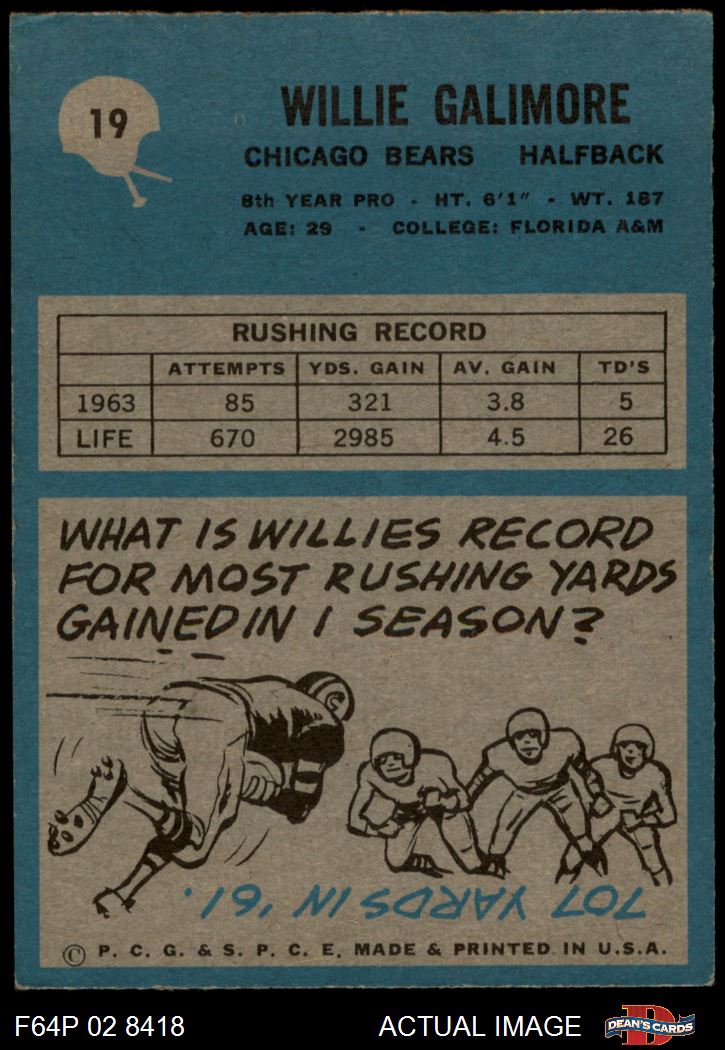 19
WILLIE GALIMORE
CHICAGO BEARS HALFBACK
8th YEAR PRO - HT. 6'1" - WT. 187
AGE: 29 - COLLEGE: FLORIDA A&M
RUSHING RECORD
ATTEMPTS YDS. GAIN AV. GAIN TD'S
1963 85 321 3.8 5
LIFE 670 2985 4.5 26
WHAT IS WILLIES RECORD
FOR MOST RUSHING YARDS
GAINED IN 1 SEASON?
C
707 YARDS IN '61.
© P. C. G. & S. P. C. E. MADE & PRINTED IN U.S.A.
F64P 02 8418 ACTUAL IMAGE
DEAN'S CARDS